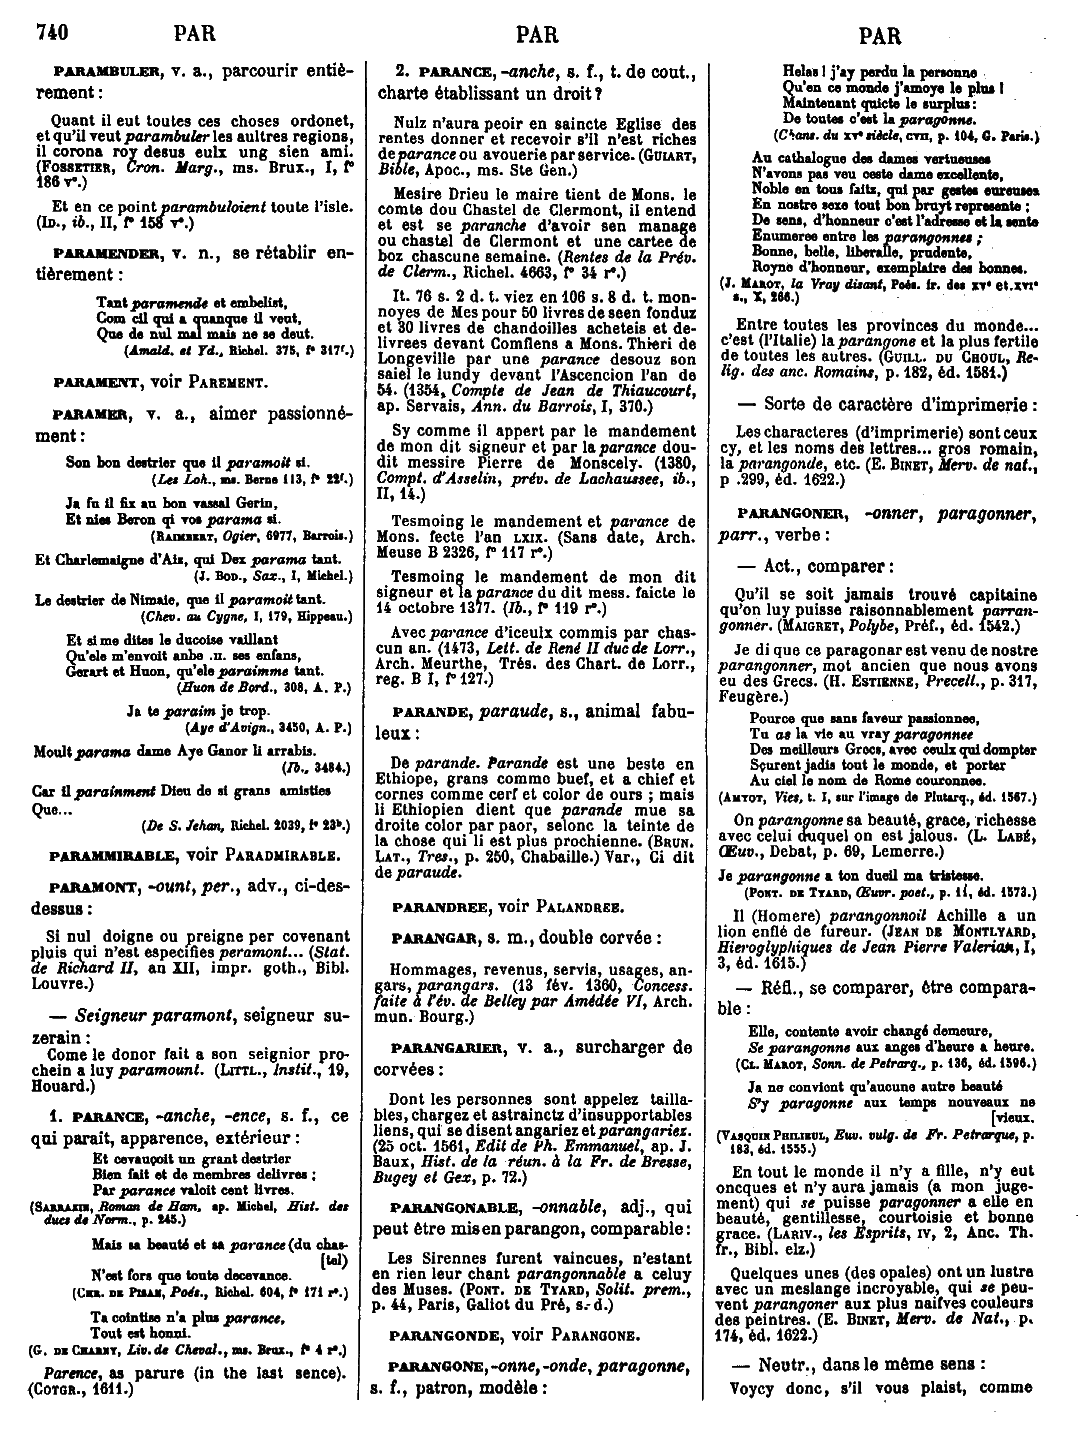 740 PAR PAR PAR
PARAMBULER, v. a., parcourir entiè-
rement :
Quant il eut toutes ces choses ordonet,
et qu'il veut parambuler les aultres regions,
il corona roy desus eulx ung sien ami.
(FOSSETIER, Cron. Marg., ms. Brux., I, f°
186 v°.)
Et en ce point parambuloient toute l'isle.
(ID., ib., II, f° 158 v°.)
PARAMENDER, v. n., se rétablir en-
tièrement :
Tant paramende et embelist,
Com cil qui a quanque il veut,
Que de nul mal mais ne se deut.
(Amald. et Yd., Richel. 375, f° 317ʳ.)
PARAMENT, voir PAREMENT.
PARAMER, v. a., aimer passionné-
ment :
Son bon destrier que il paramoit si.
(Les Loh., ms. Berne 113, f° 22ᶠ.)
Ja fu il fix au bon vassal Gerin,
Et nies Beron qi vos parama si.
(RAIMBERT, Ogier, 6977, Barrois.)
Et Charlemaigne d'Ais, qui Dex parama tant.
(J. BOD., Sax., I, Michel.)
Le destrier de Nimaie, que il paramoit tant.
(Chev. au Cygne, I, 179, Hippeau.)
Et si me dites le ducoise vaillant
Qu'ele m'envoit anbe .II. ses enfans,
Gerart et Huon, qu'ele paraimme tant.
(Huon de Bord., 308, A. P.)
Ja te paraim je trop.
(Aye d'Avign., 3450, A. P.)
Moult parama dame Aye Ganor li arrabis.
(Ib., 3484.)
Car il parainment Dieu de si grans amisties
Que...
(De S. Jehan, Richel. 2039, f° 23ᵇ.)
PARAMMIRABLE, voir PARADMIRABLE.
PARAMONT, -ount, per., adv., ci-des-
dessus :
Si nul doigne ou preigne per covenant
pluis qui n'est especifies peramont... (Stat.
de Richard II, an XII, impr. goth., Bibl.
Louvre.)
— Seigneur paramont, seigneur su-
zerain :
Come le donor fait a son seignior pro-
chein a luy paramount. (LITTL., Instit., 19,
Houard.)
1. PARANCE, -anche, -ence, s. f., ce
qui parait, apparence, extérieur :
Et cevauçoit un grant destrier
Bien fait et de membres delivres ;
Par parance valoit cent livres.
(SARRASIN, Roman de Ham, ap. Michel, Hist. des
ducs de Norm., p. 245.)
Mais sa beauté et sa parance (du chas-
[tel)
N'est fors que toute decevance.
(CHR. DE PISAN, Poés., Richel. 604, f° 171 r°.)
Ta cointise n'a plus parance,
Tout est honni.
(G. DE CHARNY, Liv. de Cheval., ms. Brux., f° 4 r°.)
Parence, as parure (in the last sence).
(COTGR., 1611.)
2. PARANCE, -anche, s. f., t. de cout.,
charte établissant un droit ?
Nulz n'aura peoir en saincte Eglise des
rentes donner et recevoir s'il n'est riches
de parance ou avouerie par service. (GUIART,
Bible, Apoc., ms. Ste Gen.)
Mesire Drieu le maire tient de Mons. le
comte dou Chastel de Clermont, il entend
et est se paranche d'avoir sen manage
ou chastel de Clermont et une cartee de
boz chascune semaine. (Rentes de la Prév.
de Clerm., Richel. 4663, f° 34 r°.)
It. 76 s. 2 d. t. viez en 106 s. 8 d. t. mon-
noyes de Mes pour 50 livres de seen fonduz
et 30 livres de chandoilles acheteis et de-
livrees devant Comflens a Mons. Thieri de
Longeville par une parance desouz son
saiel le lundy devant l'Ascencion l'an de
54. (1354, Compte de Jean de Thiaucourt,
ap. Servais, Ann. du Barrois, I, 370.)
Sy comme il appert par le mandement
de mon dit signeur et par la parance dou-
dit messire Pierre de Monscely. (1380,
Compt. d'Asselin, prév. de Lachaussee, ib.,
II, 14.)
Tesmoing le mandement et parance de
Mons. fecte l'an LXIX. (Sans date, Arch.
Meuse B 2326, f° 117 r°.)
Tesmoing le mandement de mon dit
signeur et la parance du dit mess. faicte le
14 octobre 1377. (Ib., f° 119 r°.)
Avec parance d'iceulx commis par chas-
cun an. (1473, Lett. de René II duc de Lorr.,
Arch. Meurthe, Trés. des Chart. de Lorr.,
reg. B I, f° 127.)
PARANDE, paraude, s., animal fabu-
leux :
De parande. Parande est une beste en
Ethiope, grans comme buef, et a chief et
cornes comme cerf et color de ours ; mais
li Ethiopien dient que parande mue sa
droite color par paor, selonc la teinte de
la chose qui li est plus prochienne. (BRUN.
LAT., Tres., p. 250, Chabaille.) Var., Ci dit
de paraude.
PARANDREE, voir PALANDREE.
PARANGAR, s. m., double corvée :
Hommages, revenus, servis, usages, an-
gars, parangars. (13 fév. 1360, Concess.
faite à l'év. de Belley par Amédée VI, Arch.
mun. Bourg.)
PARANGARIER, v. a., surcharger de
corvées :
Dont les personnes sont appelez tailla-
bles, chargez et astrainctz d'insupportables
liens, qui se disent angariez et parangariez.
(25 oct. 1561, Edit de Ph. Emmanuel, ap. J.
Baux, Hist. de la réun. à la Fr. de Bresse,
Bugey et Gex, p. 72.)
PARANGONABLE, -onnable, adj., qui
peut être mis en parangon, comparable :
Les Sirennes furent vaincues, n'estant
en rien leur chant parangonnable a celuy
des Muses. (PONT. DE TYARD, Solit. prem.,
p. 44, Paris, Galiot du Pré, s. d.)
PARANGONDE, voir PARANGONE.
PARANGONE, -onne, -onde, paragonne,
s. f., patron, modèle :
Helas ! j'ay perdu la personne
Qu'en ce monde j'amoye le plus !
Maintenant quicte le surplus :
De toutes c'est la paragonne.
(Chans. du XVᵉ siècle, CVII, p. 104, G. Paris.)
Au cathalogue des dames vertueuses
N'avons pas veu ceste dame excellente,
Noble en tous faitz, qui par gestes eureuses
En nostre sexe tout bon bruyt represente ;
De sens, d'honneur c'est l'adresse et la sente
Enumeree entre les parangonnes ;
Bonne, belle, liberalle, prudente,
Royne d'honneur, exemplaire des bonnes.
(J. MAROT, la Vray disant, Poés. fr. des XVᵉ et XVIᵉ
s., X, 266.)
Entre toutes les provinces du monde...
c'est (l'Italie) la parangone et la plus fertile
de toutes les autres. (GUILL. DU CHOUL, Re-
lig. des anc. Romains, p. 182, éd. 1581.)
— Sorte de caractère d'imprimerie :
Les characteres (d'imprimerie) sont ceux
cy, et les noms des lettres... gros romain,
la parangonde, etc. (E. BINET, Merv. de nat.,
p .299, éd. 1622.)
PARANGONER, -onner, paragonner,
parr., verbe :
— Act., comparer :
Qu'il se soit jamais trouvé capitaine
qu'on luy puisse raisonnablement parran-
gonner. (MAIGRET, Polybe, Préf., éd. 1542.)
Je di que ce paragonar est venu de nostre
parangonner, mot ancien que nous avons
eu des Grecs. (H. ESTIENNE, Precell., p. 317,
Feugère.)
Pource que sans faveur passionnee,
Tu as la vie au vray paragonnee
Des meilleurs Grecs, avec ceulx qui dompter
Sçurent jadis tout le monde, et porter
Au ciel le nom de Rome couronnee.
(AMYOT, Vies, t. I, sur l'image de Plutarq., éd. 1567.)
On parangonne sa beauté, grace, richesse
avec celui duquel on est jalous. (L. LABÉ,
Œuv., Debat, p. 69, Lemerre.)
Je parangonne a ton dueil ma tristesse.
(PONT. DE TYARD, Œuvr. poet., p. 11, éd. 1573.)
Il (Homere) parangonnoit Achille a un
lion enflé de fureur. (JEAN DE MONTLYARD,
Hieroglyphiques de Jean Pierre Valerian, I,
3, éd. 1615.)
— Réfl., se comparer, être compara-
ble :
Elle, contente avoir changé demeure,
Se parangonne aux anges d'heure a heure.
(CL. MAROT, Sonn. de Petrarq., p. 136, éd. 1596.)
Ja ne convient qu'aucune autre beauté
S'y paragonne aux temps nouveaux ne
[vieux.
(VASQUIN PHILIEUL, Euv. vulg. de Fr. Petrarque, p.
183, éd. 1555.)
En tout le monde il n'y a fille, n'y eut
oncques et n'y aura jamais (a mon juge-
ment) qui se puisse paragonner a elle en
beauté, gentillesse, courtoisie et bonne
grace. (LARIV., les Esprits, IV, 2, Anc. Th.
fr., Bibl. elz.)
Quelques unes (des opales) ont un lustre
avec un meslange incroyable, qui se peu-
vent parangoner aux plus naifves couleurs
des peintres. (E. BINET, Merv. de Nat., p.
174, éd. 1622.)
— Neutr., dans le même sens :
Voycy donc, s'il vous plaist, comme